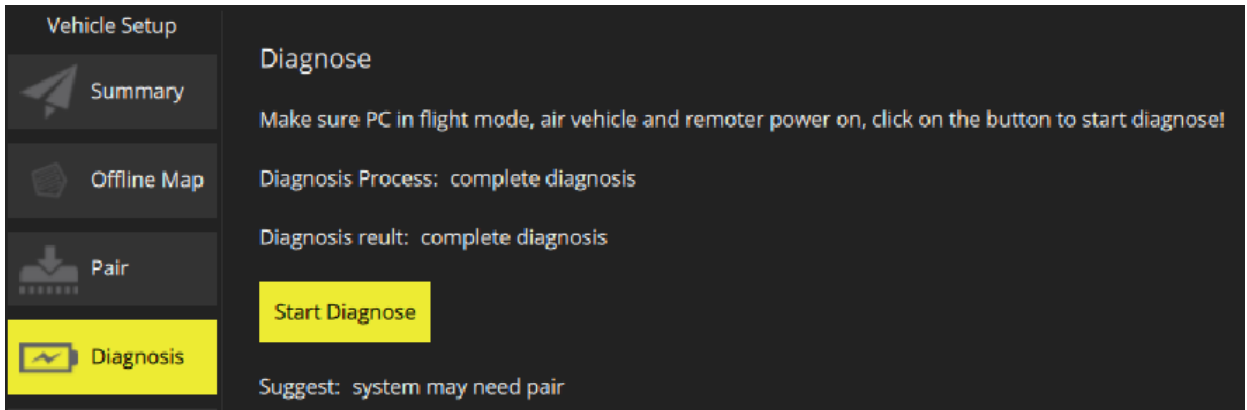 Vehicle Setup
Summary
Offline Map
Pair
Diagnosis
Diagnose
Make sure PC in flight mode, air vehicle and remoter power on, click on the button to start diagnose!
Diagnosis Process: complete diagnosis
Diagnosis reult: complete diagnosis
Start Diagnose
Suggest: system may need pair